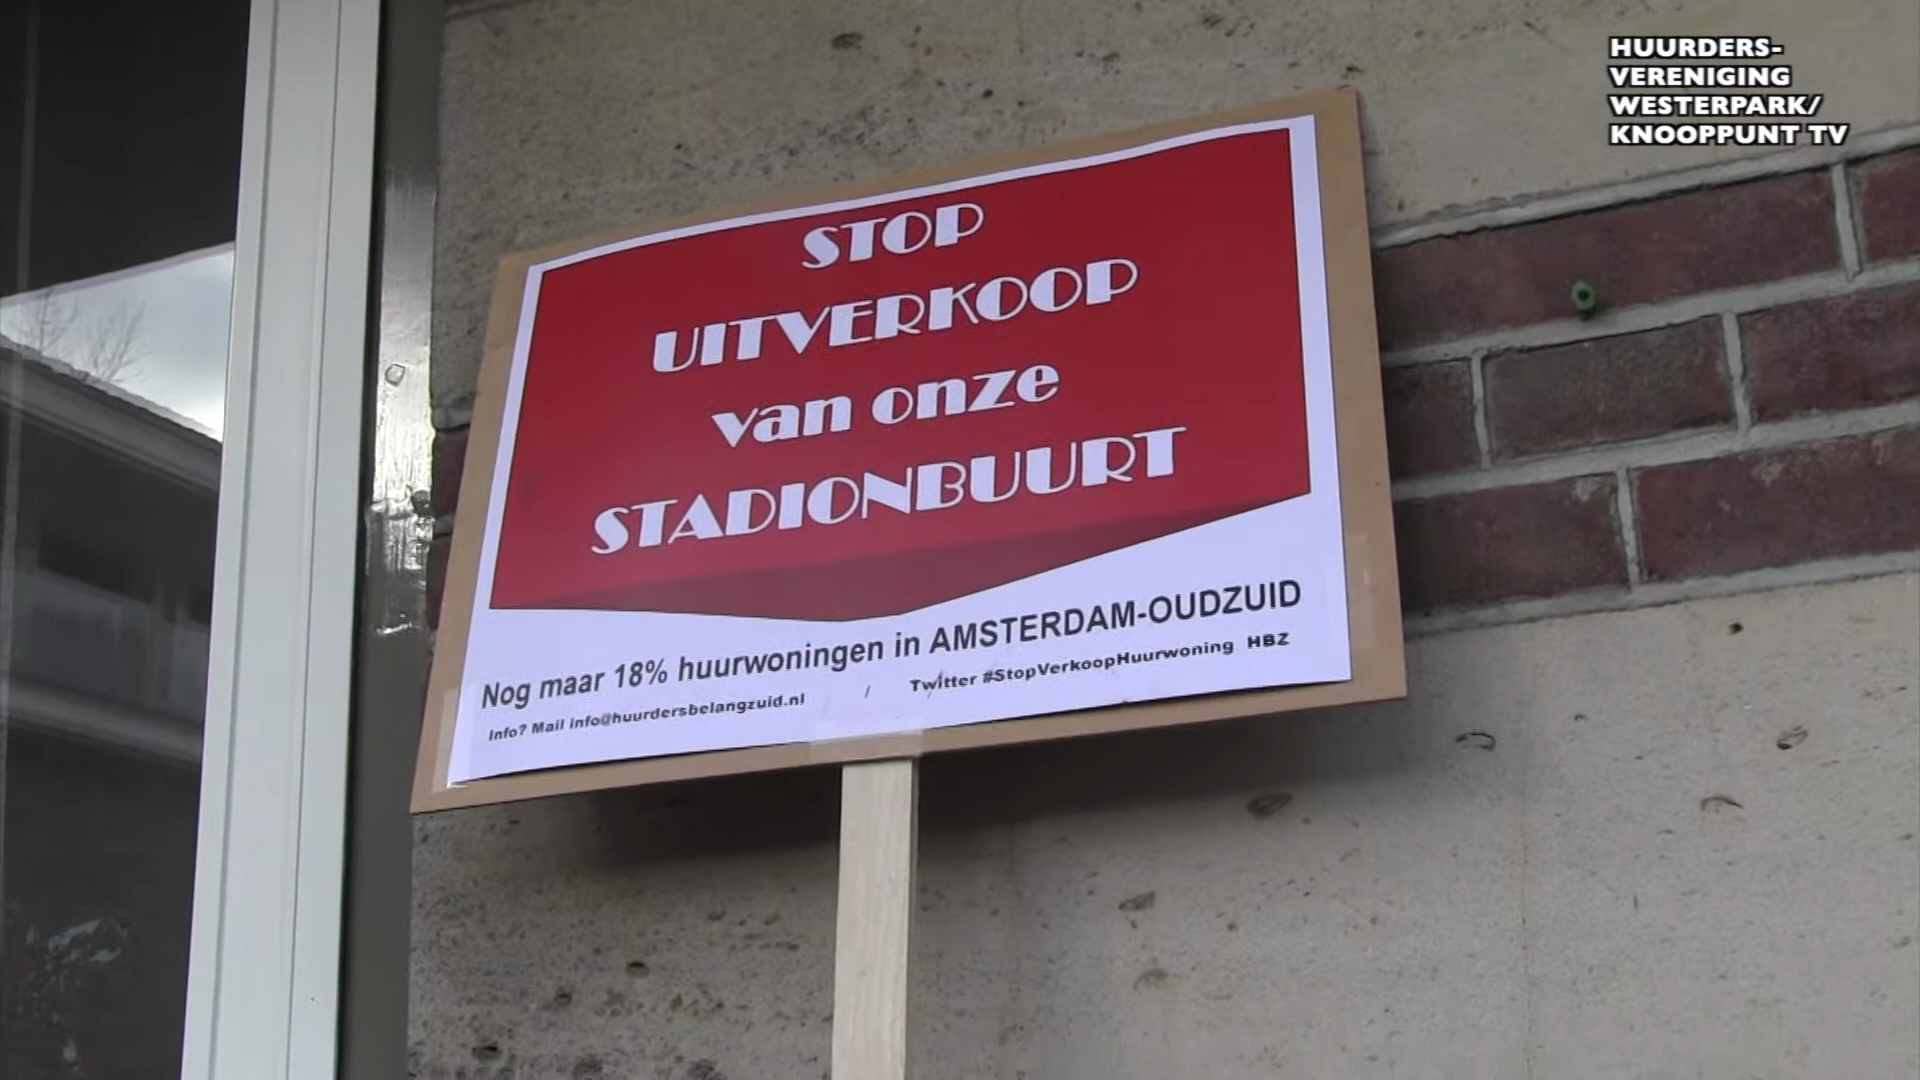 HUURDERS-
VERENIGING
WESTERPARK/
KNOOPPUNT TV
STOP
UITVERKOOP
van onze
STADIONBUURT
Nog maar 18% huurwoningen in AMSTERDAM-OUDZUID
Info? Mail info@huurdersbelangzuid.nl / Twitter #StopVerkoopHuurwoning HBZ